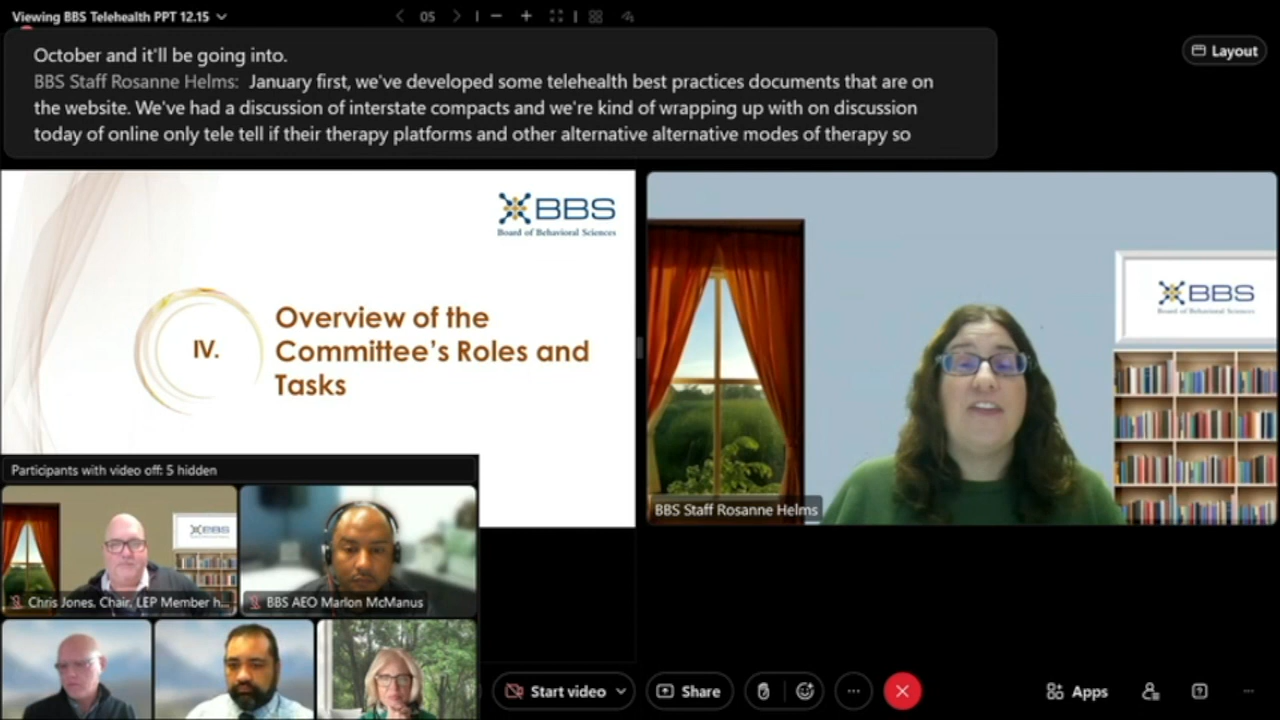 Viewing BBS Telehealth PPT 12.15
05
October and it'll be going into.
BBS Staff Rosanne Helms: January first, we've developed some telehealth best practices documents that are on
the website. We've had a discussion of interstate compacts and we're kind of wrapping up with on discussion
today of online only tele tell if their therapy platforms and other alternative alternative modes of therapy so
Layout
BBS
Board of Behavioral Sciences
IV.
Overview of the
Committee's Roles and
Tasks
BBS
Board of Behavioral Sciences
BBS Staff Rosanne Helms
Participants with video off: 5 hidden
BBS
Chris Jones, Chair, LEP Member h...
BBS AEO Marlon McManus
Start video
Share
Apps